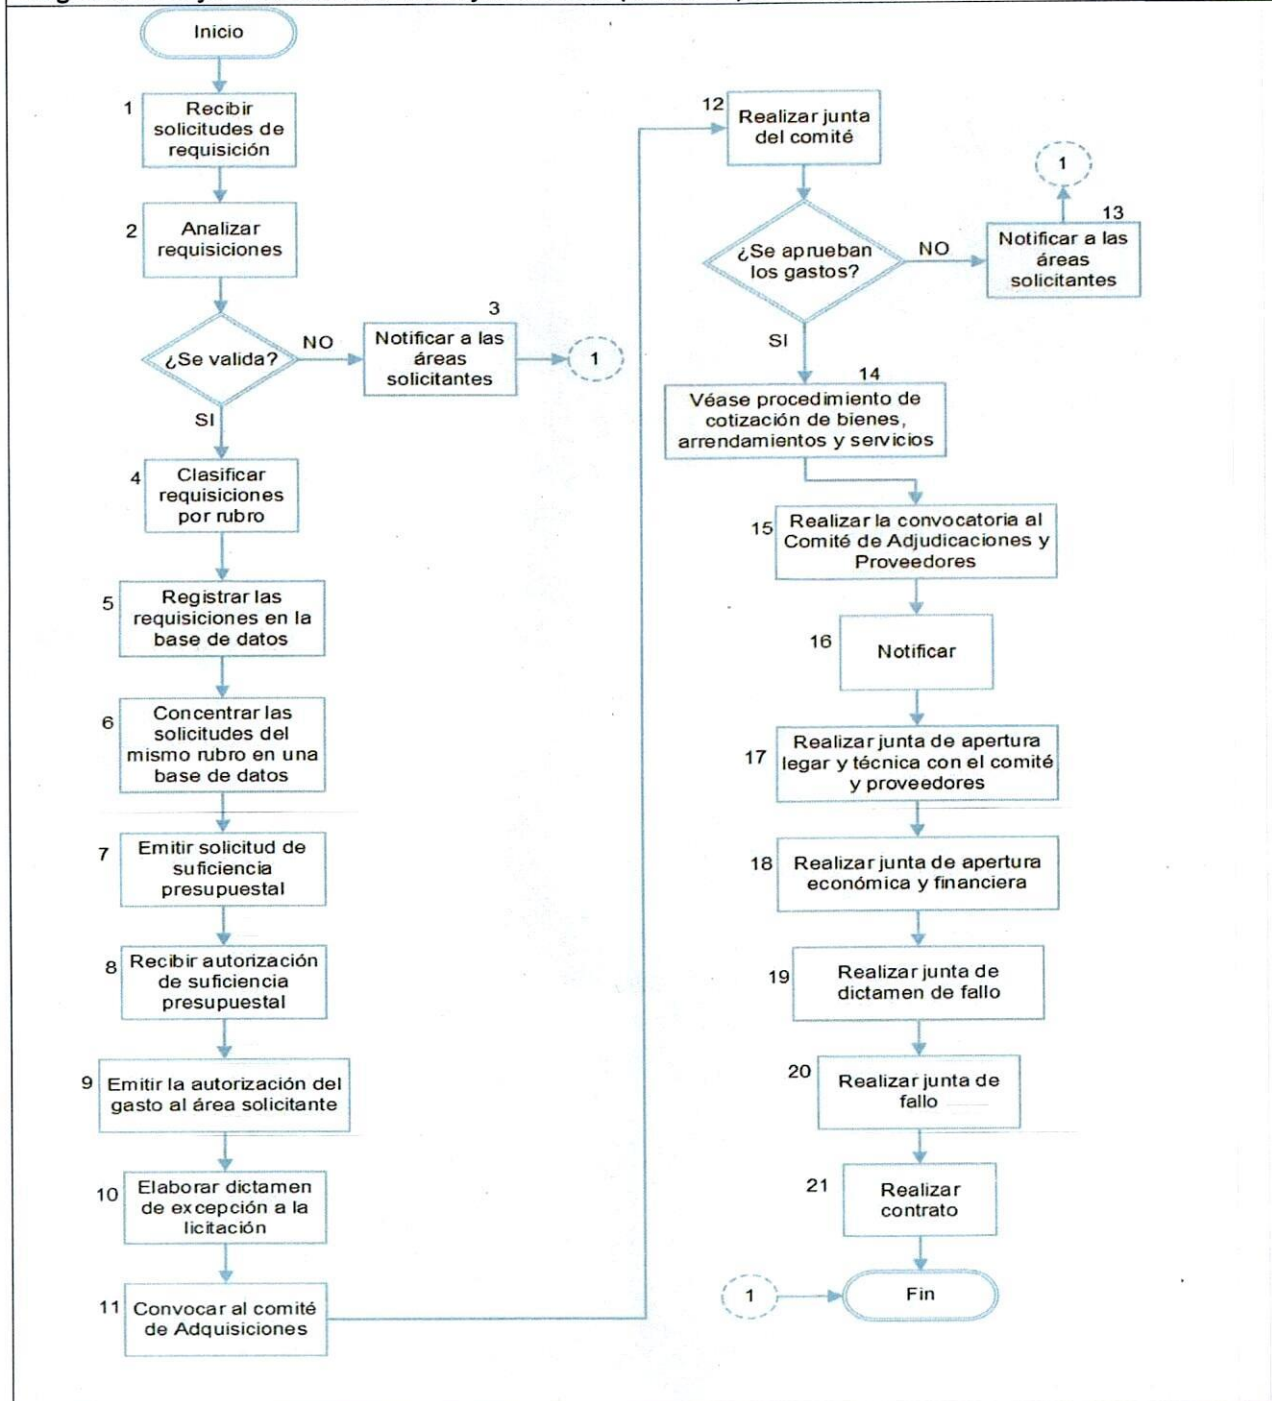 Inicio
1
Recibir
solicitudes de
requisición
2
Analizar
requisiciones
¿Se valida?
NO
3
Notificar a las
áreas
solicitantes
1
SI
4
Clasificar
requisiciones
por rubro
5
Registrar las
requisiciones en la
base de datos
6
Concentrar las
solicitudes del
mismo rubro en una
base de datos
7
Emitir solicitud de
suficiencia
presupuestal
8
Recibir autorización
de suficiencia
presupuestal
9
Emitir la autorización del
gasto al área solicitante
10
Elaborar dictamen
de excepción a la
licitación
11
Convocar al comité
de Adquisiciones
12
Realizar junta
del comité
¿Se aprueban
los gastos?
NO
13
Notificar a las
áreas
solicitantes
1
SI
14
Véase procedimiento de
cotización de bienes,
arrendamientos y servicios
15
Realizar la convocatoria al
Comité de Adjudicaciones y
Proveedores
16
Notificar
17
Realizar junta de apertura
legar y técnica con el comité
y proveedores
18
Realizar junta de apertura
económica y financiera
19
Realizar junta de
dictamen de fallo
20
Realizar junta de
fallo
21
Realizar
contrato
1
Fin